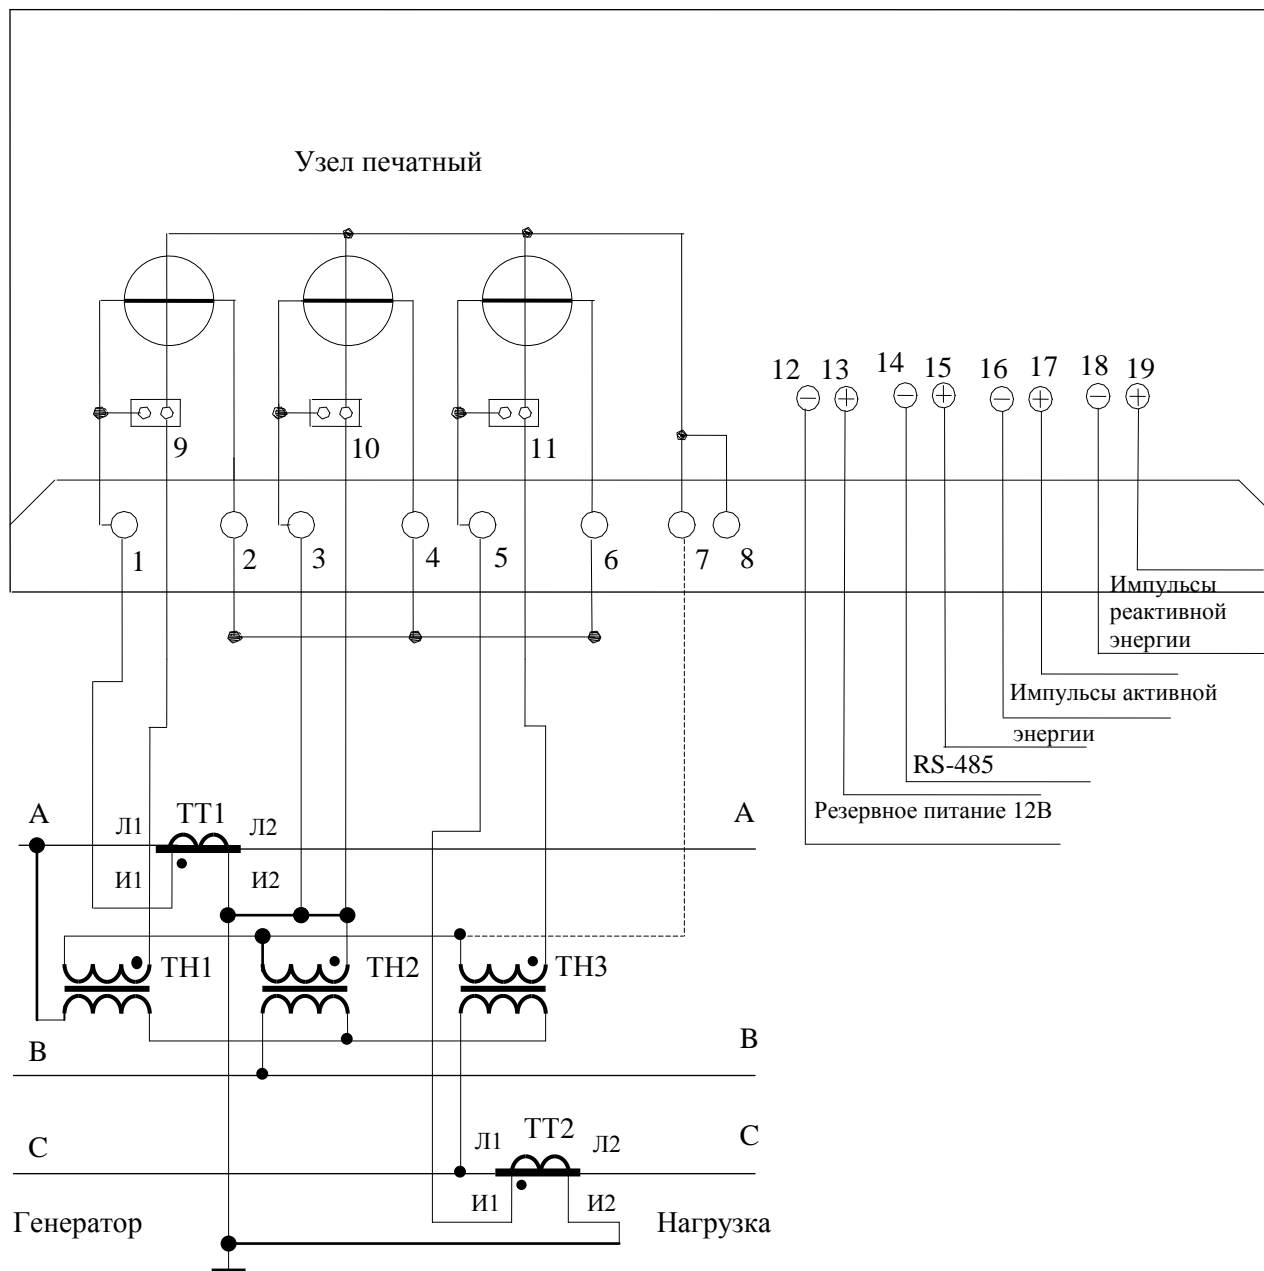 Узел печатный
12 13 14 15 16 17 18 19
9 10 11
1 2 3 4 5 6 7 8
Импульсы
реактивной
энергии
Импульсы активной
энергии
RS-485
Резервное питание 12В
А ТТ1 А
Л1 Л2
И1 И2
ТН1 ТН2 ТН3
В В
С ТТ2 С
Л1 Л2
И1 И2
Генератор Нагрузка